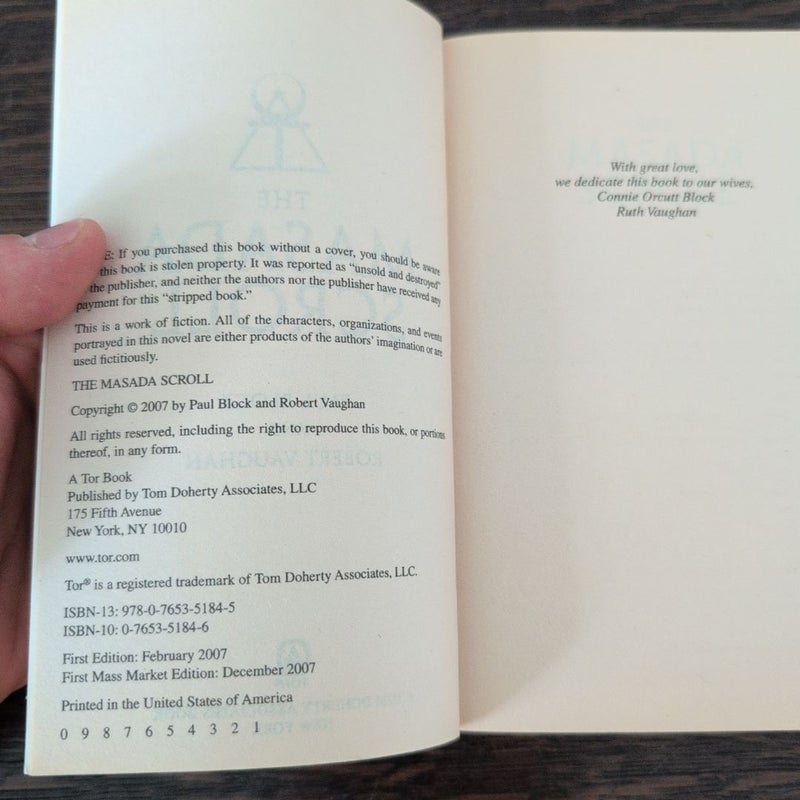 E: If you purchased this book without a cover, you should be aware
this book is stolen property. It was reported as “unsold and destroyed”
the publisher, and neither the authors nor the publisher have received any
payment for this “stripped book.”
This is a work of fiction. All of the characters, organizations, and events
portrayed in this novel are either products of the authors’ imagination or are
used fictitiously.
THE MASADA SCROLL
Copyright © 2007 by Paul Block and Robert Vaughan
All rights reserved, including the right to reproduce this book, or portions
thereof, in any form.
A Tor Book
Published by Tom Doherty Associates, LLC
175 Fifth Avenue
New York, NY 10010
www.tor.com
Tor® is a registered trademark of Tom Doherty Associates, LLC.
ISBN-13: 978-0-7653-5184-5
ISBN-10: 0-7653-5184-6
First Edition: February 2007
First Mass Market Edition: December 2007
Printed in the United States of America
0 9 8 7 6 5 4 3 2 1
With great love,
we dedicate this book to our wives,
Connie Orcutt Block
Ruth Vaughan